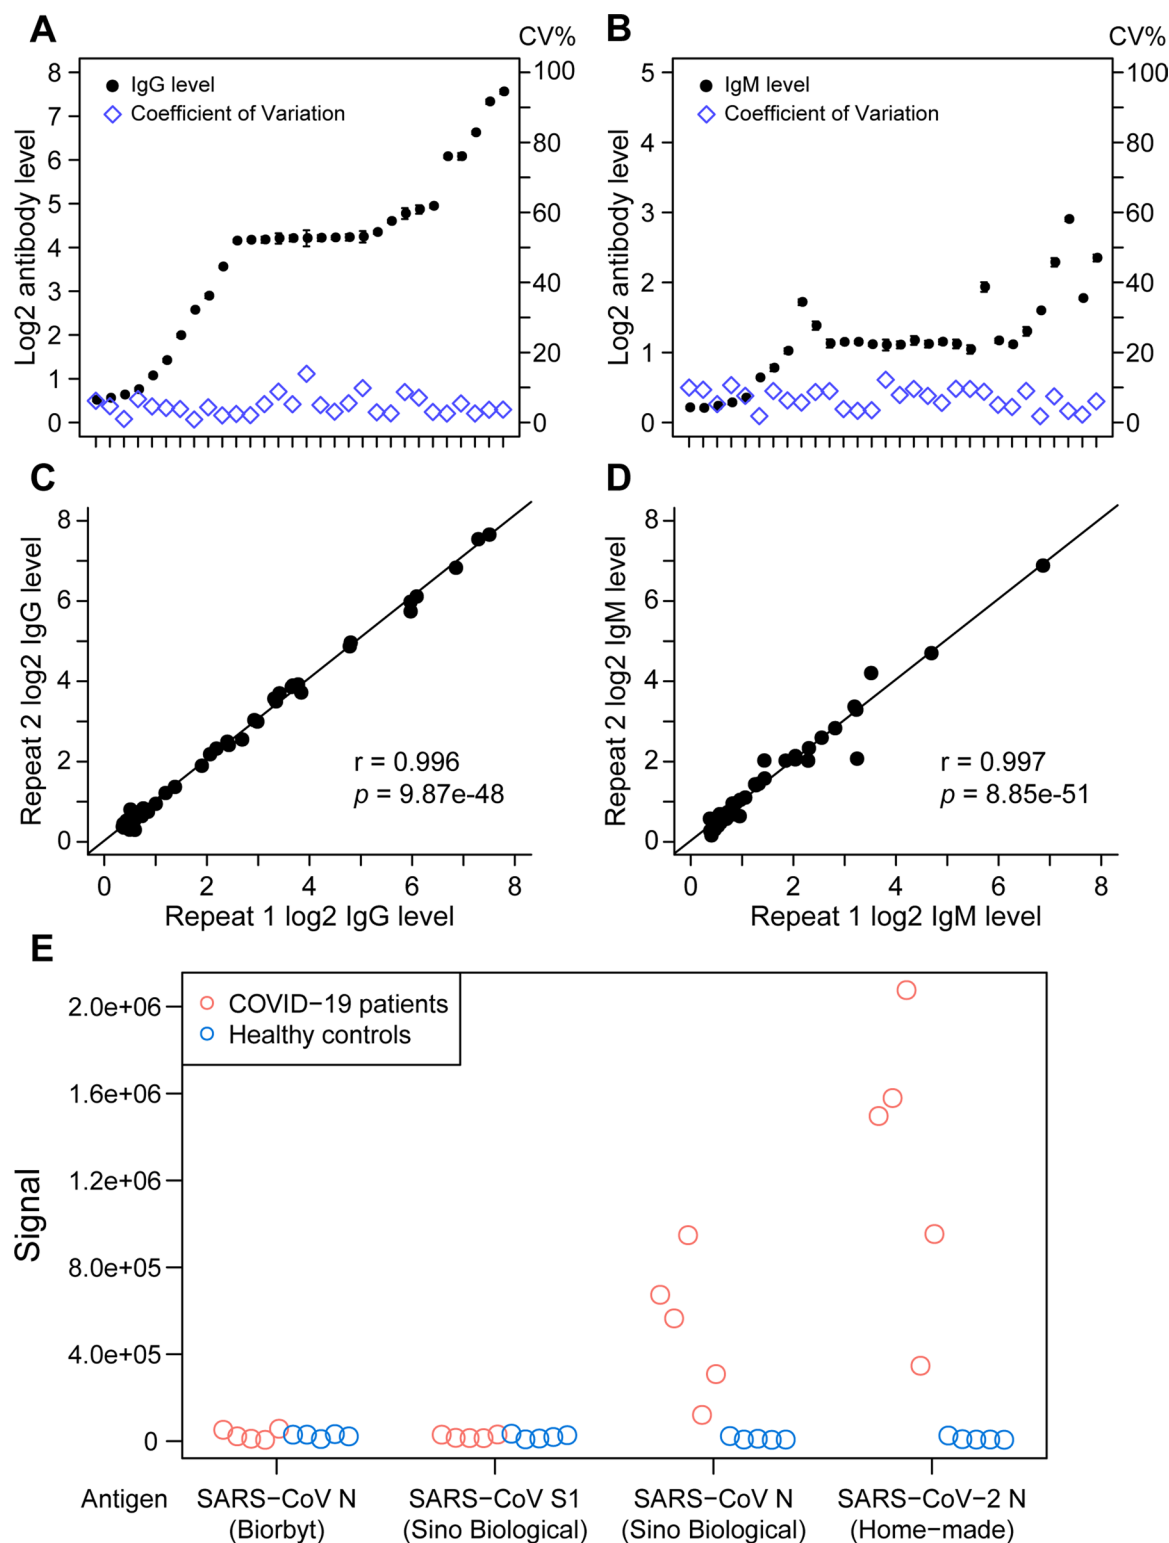 A
CV%
8
7
6
5
4
3
2
1
0
Log2 antibody level
IgG level
Coefficient of Variation
100
80
60
40
20
0
B
CV%
5
4
3
2
1
0
Log2 antibody level
IgM level
Coefficient of Variation
100
80
60
40
20
0
C
8
6
4
2
0
Repeat 2 log2 IgG level
r = 0.996
p = 9.87e-48
0 2 4 6 8
Repeat 1 log2 IgG level
D
8
6
4
2
0
Repeat 2 log2 IgM level
r = 0.997
p = 8.85e-51
0 2 4 6 8
Repeat 1 log2 IgM level
E
COVID−19 patients
Healthy controls
2.0e+06
1.6e+06
1.2e+06
8.0e+05
4.0e+05
0
Signal
Antigen SARS−CoV N SARS−CoV S1 SARS−CoV N SARS−CoV−2 N
(Biorbyt) (Sino Biological) (Sino Biological) (Home−made)